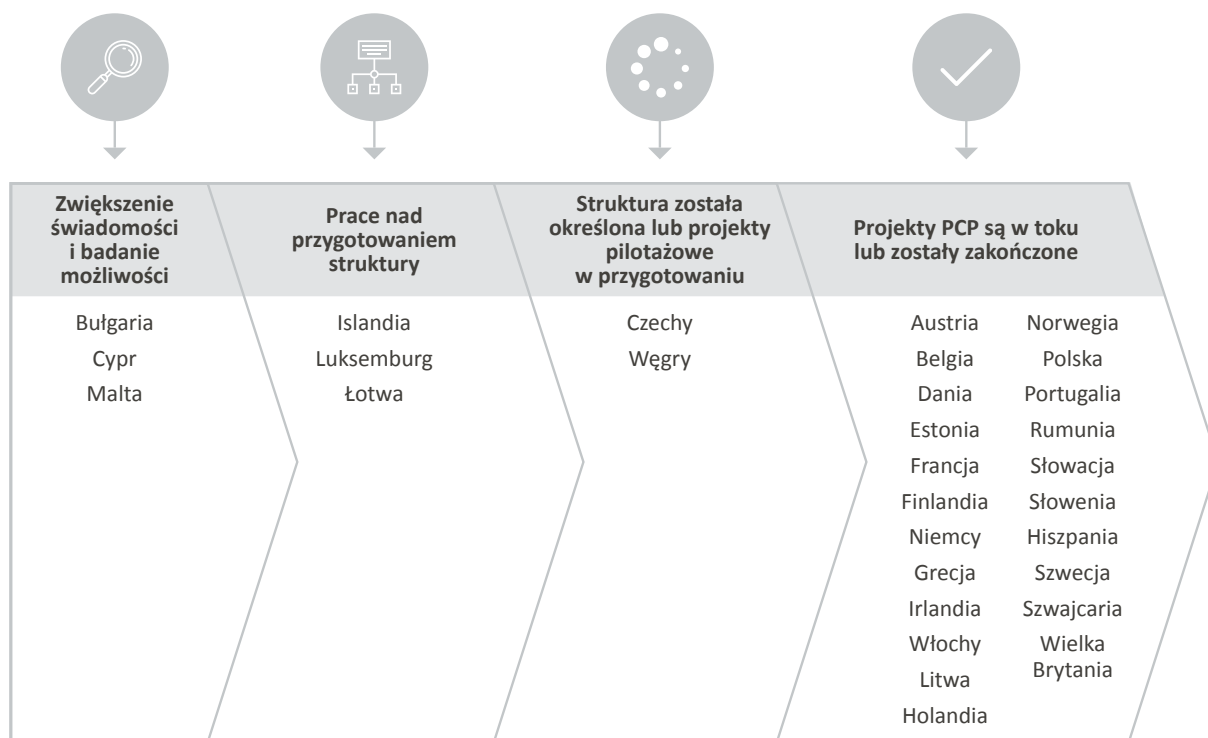 Zwiększenie
świadomości
i badanie
możliwości
Prace nad
przygotowaniem
struktury
Struktura została
określona lub projekty
pilotażowe
w przygotowaniu
Projekty PCP są w toku
lub zostały zakończone
Bułgaria
Cypr
Malta
Islandia
Luksemburg
Łotwa
Czechy
Węgry
Austria
Belgia
Dania
Estonia
Francja
Finlandia
Niemcy
Grecja
Irlandia
Włochy
Litwa
Holandia
Norwegia
Polska
Portugalia
Rumunia
Słowacja
Słowenia
Hiszpania
Szwecja
Szwajcaria
Wielka
Brytania